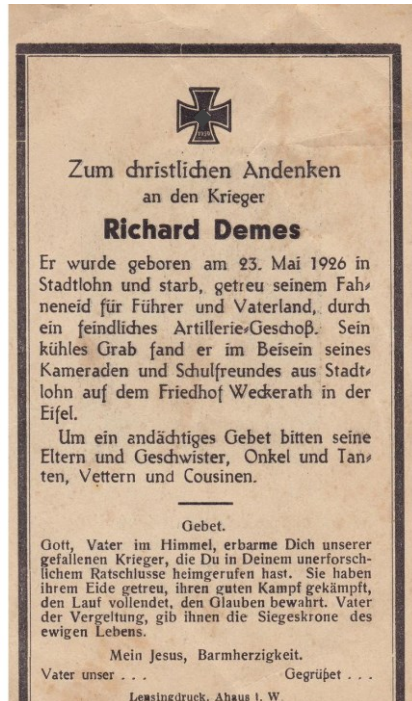 1939
Zum christlichen Andenken
an den Krieger
Richard Demes
Er wurde geboren am 23. Mai 1926 in
Stadtlohn und starb, getreu seinem Fah-
neneid für Führer und Vaterland, durch
ein feindliches Artillerie-Geschoß. Sein
kühles Grab fand er im Beisein seines
Kameraden und Schulfreundes aus Stadt-
lohn auf dem Friedhof Weckerath in der
Eifel.
Um ein andächtiges Gebet bitten seine
Eltern und Geschwister, Onkel und Tan-
ten, Vettern und Cousinen.
Gebet.
Gott, Vater im Himmel, erbarme Dich unserer
gefallenen Krieger, die Du in Deinem unerforsch-
lichem Ratschlusse heimgerufen hast. Sie haben
ihrem Eide getreu, ihren guten Kampf gekämpft,
den Lauf vollendet, den Glauben bewahrt. Vater
der Vergeltung, gib ihnen die Siegeskrone des
ewigen Lebens.
Mein Jesus, Barmherzigkeit.
Vater unser . . . Gegrüßet . . .
Lensingdruck, Ahaus i. W.